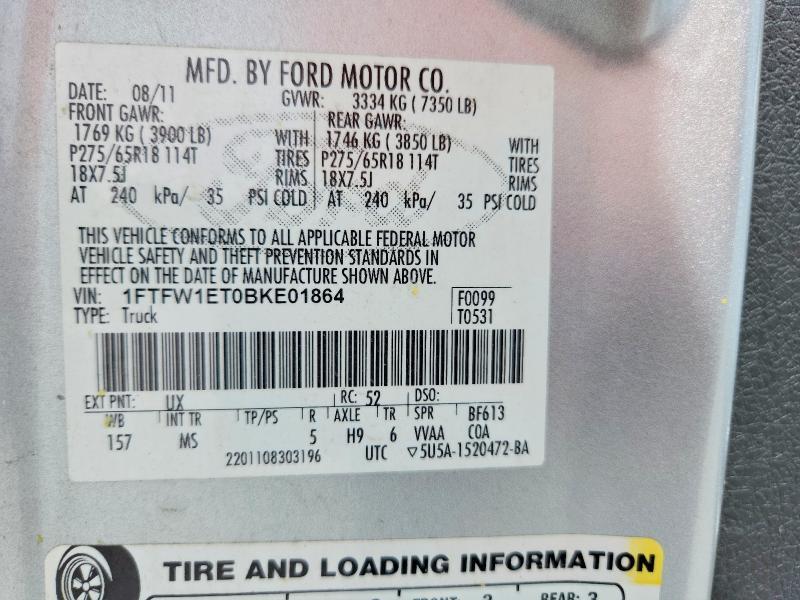 MFD. BY FORD MOTOR CO.
DATE: 08/11 GVWR: 3334 KG ( 7350 LB)
FRONT GAWR: REAR GAWR:
1769 KG ( 3900 LB) WITH 1746 KG ( 3850 LB) WITH
P275/65R18 114T TIRES P275/65R18 114T TIRES
18X7.5J RIMS 18X7.5J RIMS
AT 240 kPa/ 35 PSI COLD AT 240 kPa/ 35 PSI COLD
THIS VEHICLE CONFORMS TO ALL APPLICABLE FEDERAL MOTOR
VEHICLE SAFETY AND THEFT PREVENTION STANDARDS IN
EFFECT ON THE DATE OF MANUFACTURE SHOWN ABOVE.
VIN: 1FTFW1ET0BKE01864 F0099
TYPE: Truck T0531
EXT PNT: UX RC: 52 DSO:
WB INT TR TP/PS R AXLE TR SPR BF613
157 MS 5 H9 6 VVAA COA
2201108303196 UTC ▽5U5A-1520472-BA
TIRE AND LOADING INFORMATION
REAR: 3